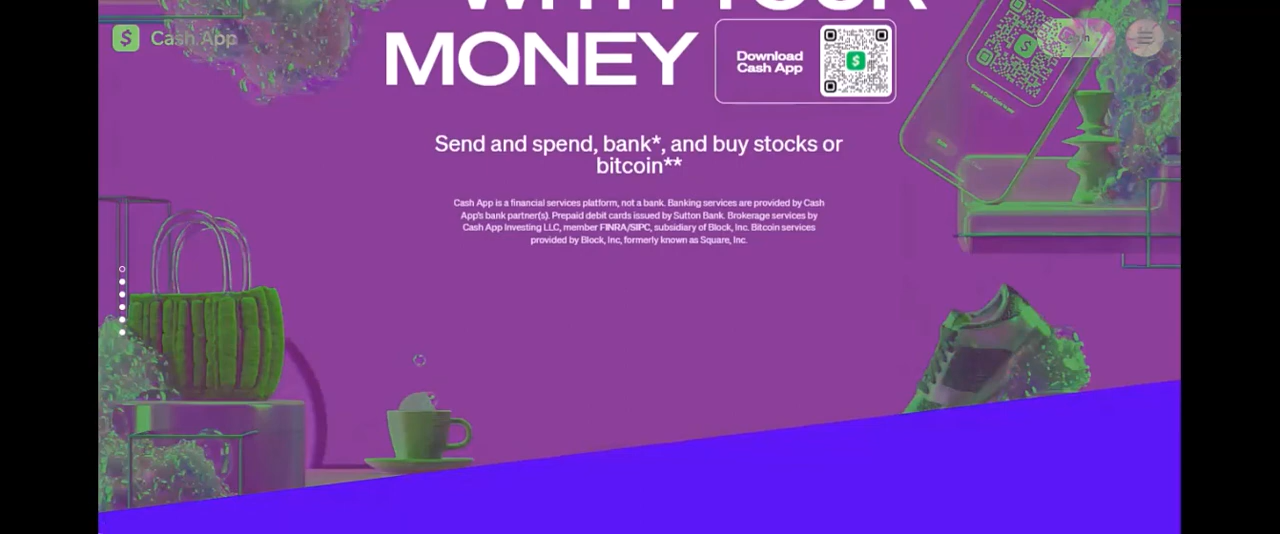 WITH YOUR
Cash App
MONEY
Download
Cash App
Send and spend, bank*, and buy stocks or
bitcoin**
Cash App is a financial services platform, not a bank. Banking services are provided by Cash
App's bank partner(s). Prepaid debit cards issued by Sutton Bank. Brokerage services by
Cash App Investing LLC, member FINRA/SIPC, subsidiary of Block, Inc. Bitcoin services
provided by Block, Inc, formerly known as Square, Inc.